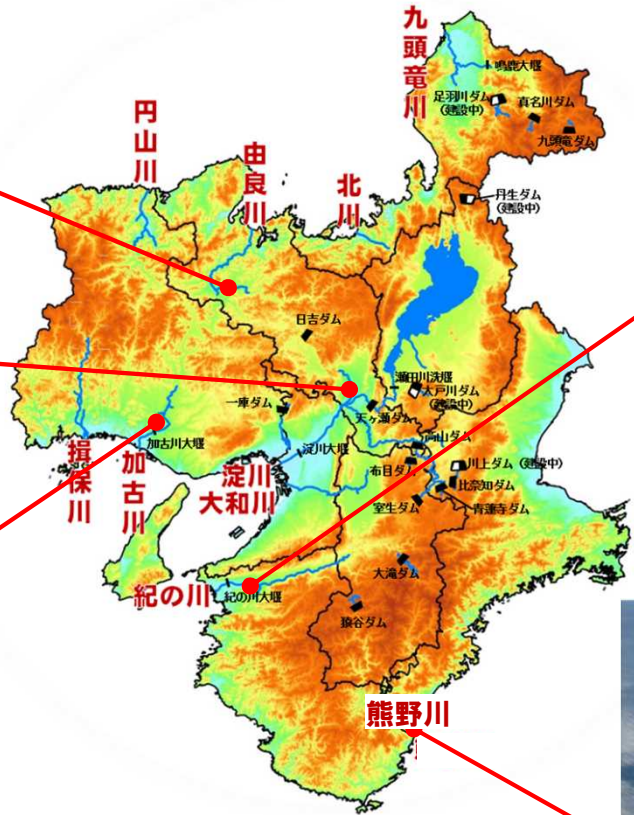 九頭竜川
鳴鹿大堰
足羽川ダム
(建設中)
真名川ダム
九頭竜ダム
円山川
由良川
北川
丹生ダム
(建設中)
日吉ダム
瀬田川洗堰
大戸川ダム
(建設中)
一庫ダム
天ヶ瀬ダム
加古川大堰
淀川大堰
高山ダム
布目ダム
川上ダム (建設中)
比奈知ダム
室生ダム
青蓮寺ダム
揖保川
加古川
淀川
大和川
大滝ダム
紀の川
紀の川大堰
猿谷ダム
熊野川